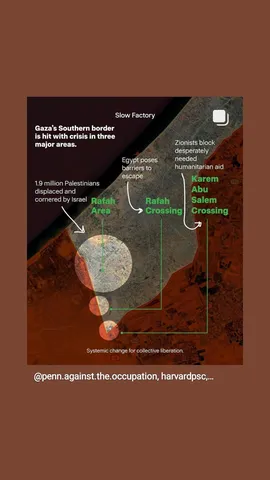 Slow Factory
Gaza's Southern border
is hit with crisis in three
major areas.
Zionists block
desperately
needed
humanitarian aid
Egypt poses
barriers to
escape
Karem
Abu
Salem
Crossing
1.9 million Palestinians
displaced and
cornered by Israel
Rafah
Area
Rafah
Crossing
Systemic change for collective liberation.
@penn.against.the.occupation, harvardpsc,...